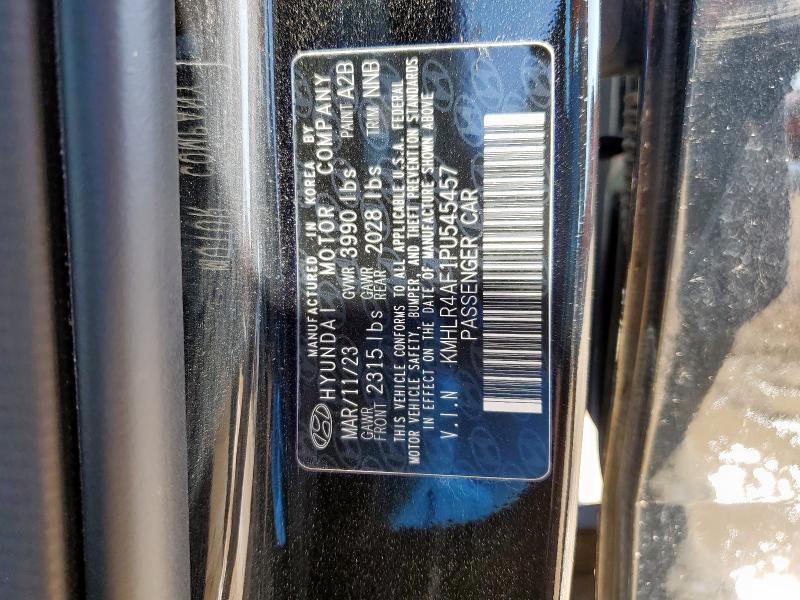 MANUFACTURED IN KOREA BY
HYUNDAI MOTOR COMPANY
MAR/11/23 GVWR 3990 lbs PAINT A2B
GAWR FRONT 2315 lbs GAWR REAR 2028 lbs TRIM NNB
THIS VEHICLE CONFORMS TO ALL APPLICABLE U.S.A. FEDERAL
MOTOR VEHICLE SAFETY, BUMPER, AND THEFT PREVENTION STANDARDS
IN EFFECT ON THE DATE OF MANUFACTURE SHOWN ABOVE
V.I.N KMHLR4AF1PU545457
PASSENGER CAR